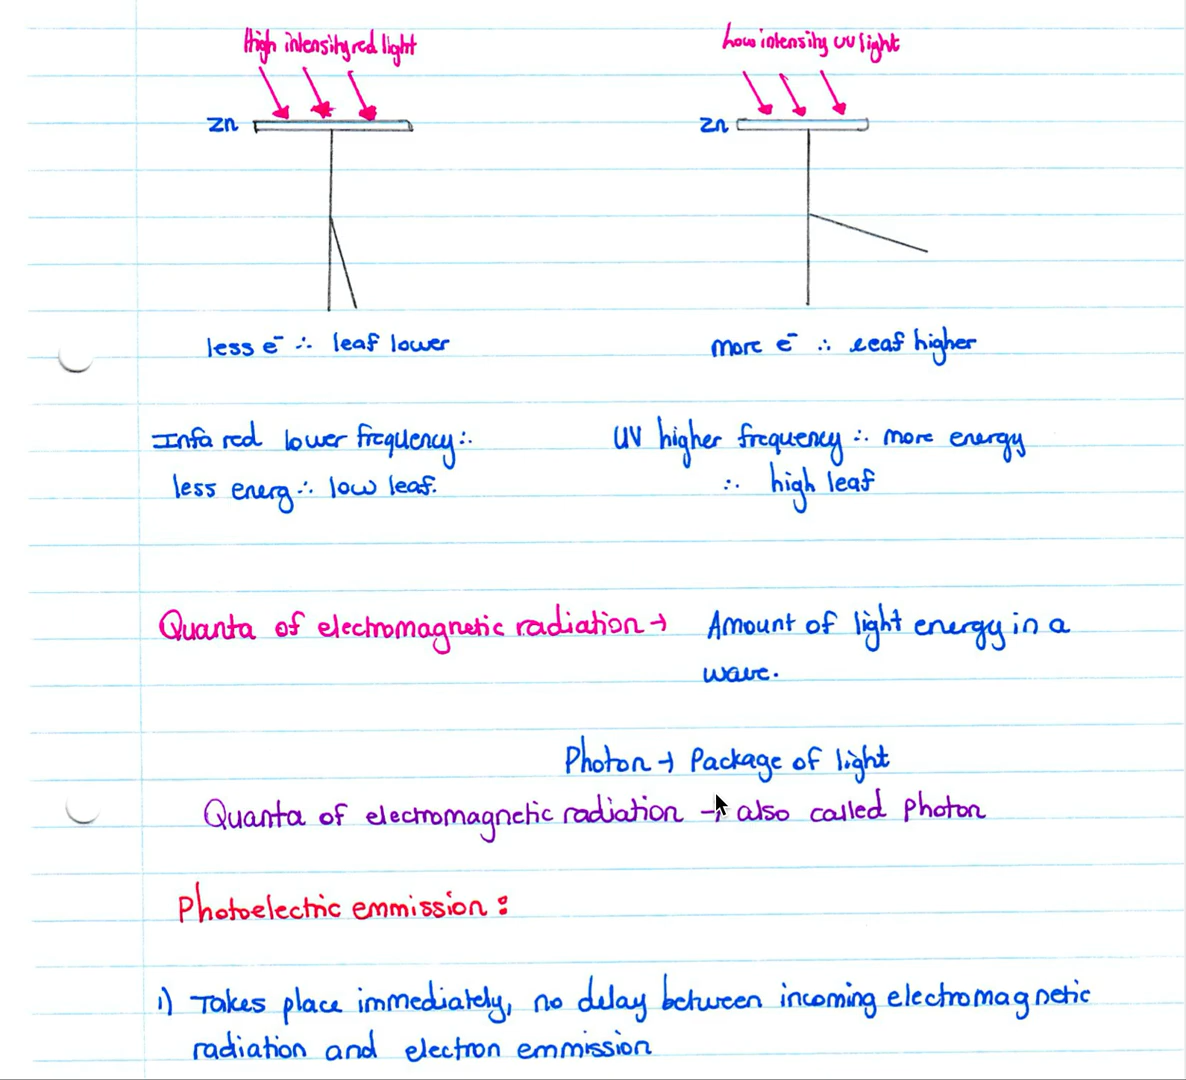 High intensity red light
Low intensity UV light
Zn
Zn
less e⁻ ∴ leaf lower
more e⁻ ∴ leaf higher
Infa red lower frequency ∴
less energ ∴ low leaf.
UV higher frequency ∴ more energy
∴ high leaf
Quanta of electromagnetic radiation → Amount of light energy in a
wave.
Photon → Package of light
Quanta of electromagnetic radiation → also called photon
Photoelectric emmission :
1) Takes place immediately, no delay between incoming electromagnetic
radiation and electron emmission